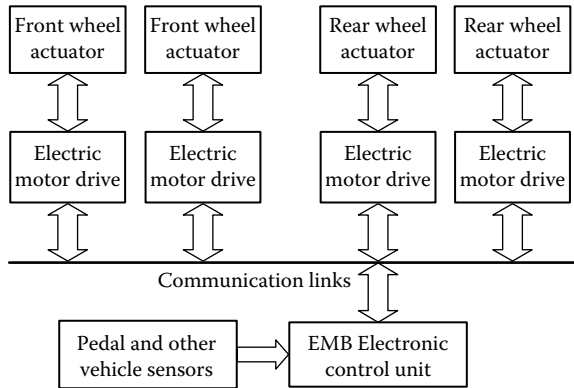 Front wheel
actuator
Front wheel
actuator
Rear wheel
actuator
Rear wheel
actuator
Electric
motor drive
Electric
motor drive
Electric
motor drive
Electric
motor drive
Communication links
Pedal and other
vehicle sensors
EMB Electronic
control unit